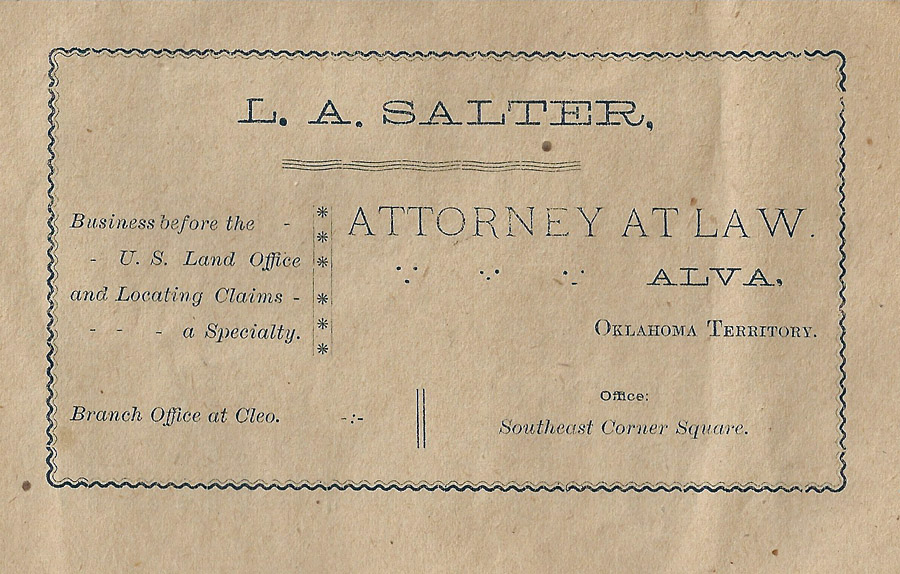 L. A. SALTER,
ATTORNEY AT LAW.
ALVA,
OKLAHOMA TERRITORY.
Business before the -
- U. S. Land Office
and Locating Claims -
- - - a Specialty.
Branch Office at Cleo. -:-
Office:
Southeast Corner Square.